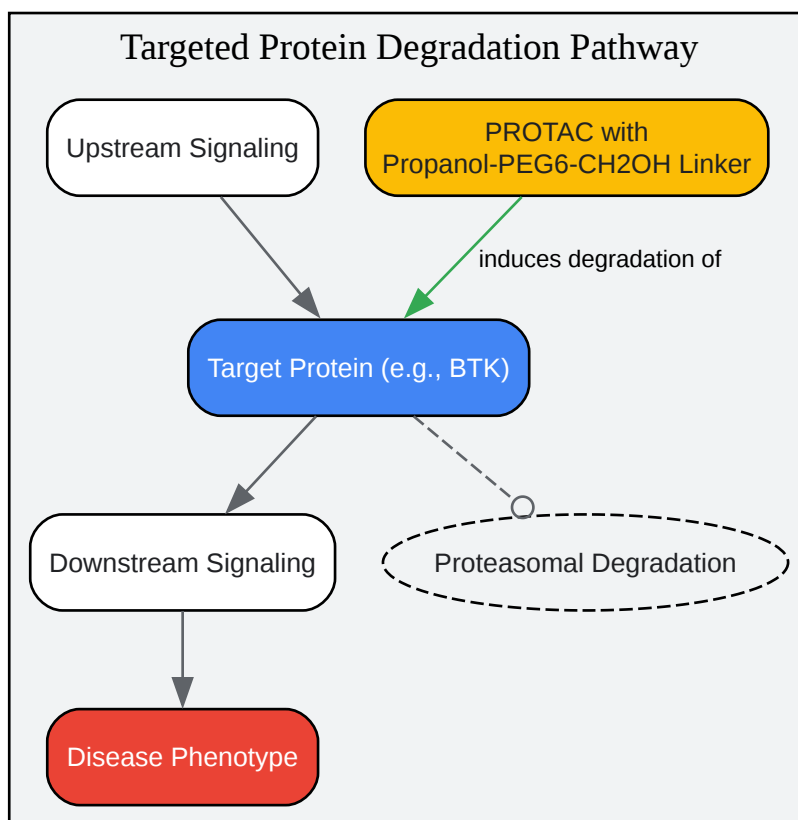 Targeted Protein Degradation Pathway
Upstream Signaling
PROTAC with
Propanol-PEG6-CH2OH Linker
induces degradation of
Target Protein (e.g., BTK)
Downstream Signaling
Proteasomal Degradation
Disease Phenotype